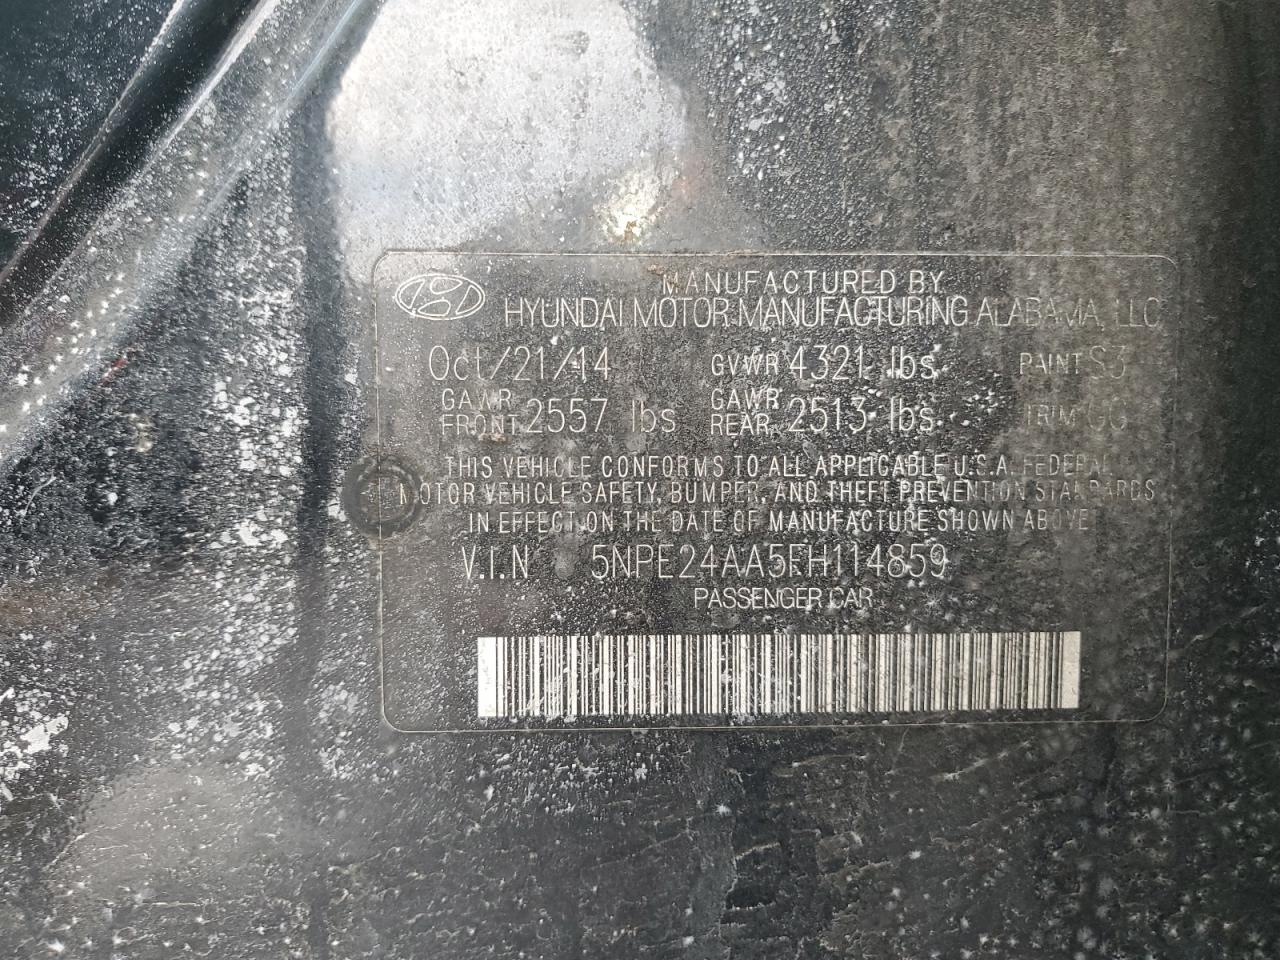 MANUFACTURED BY
HYUNDAI MOTOR MANUFACTURING ALABAMA, LLC
Oct/21/14 GVWR 4321 lbs PAINT S3
GAWR FRONT 2557 lbs GAWR REAR 2513 lbs TRIM
THIS VEHICLE CONFORMS TO ALL APPLICABLE U.S.A. FEDERAL
MOTOR VEHICLE SAFETY, BUMPER, AND THEFT PREVENTION STANDARDS
IN EFFECT ON THE DATE OF MANUFACTURE SHOWN ABOVE
V.I.N 5NPE24AA5FH114859
PASSENGER CAR